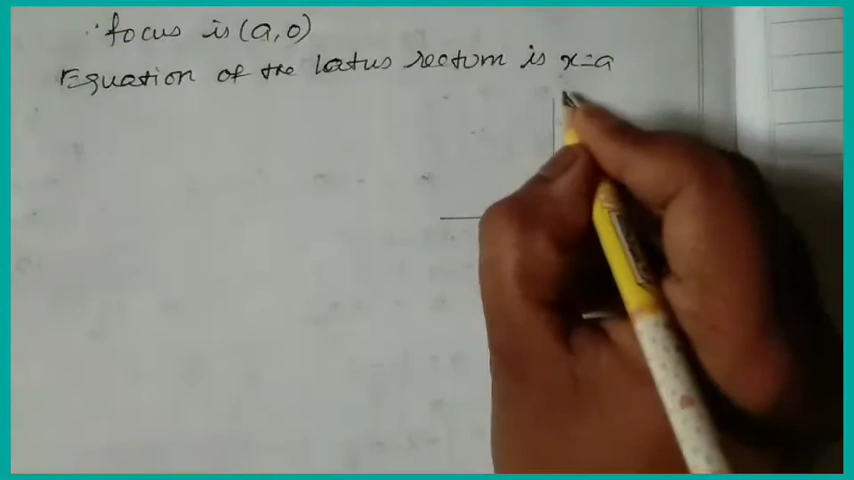 ∴ focus is (a, 0)
Equation of the latus rectum is x=a